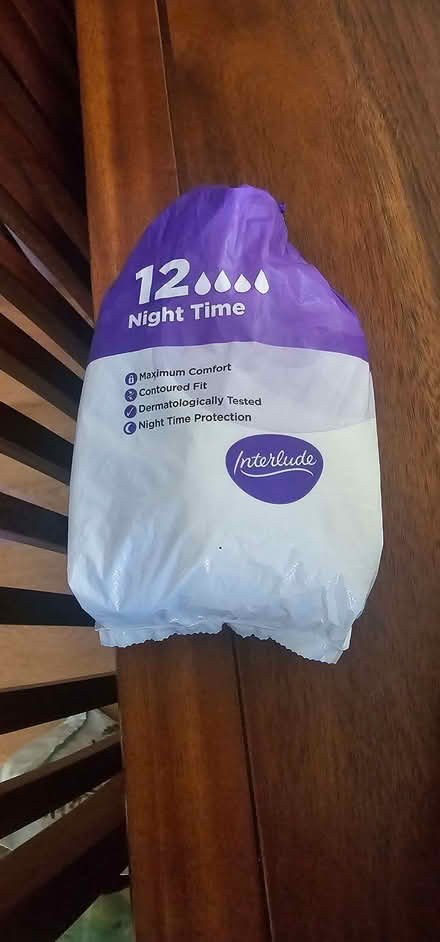 12
Night Time
Maximum Comfort
Contoured Fit
Dermatologically Tested
Night Time Protection
Interlude